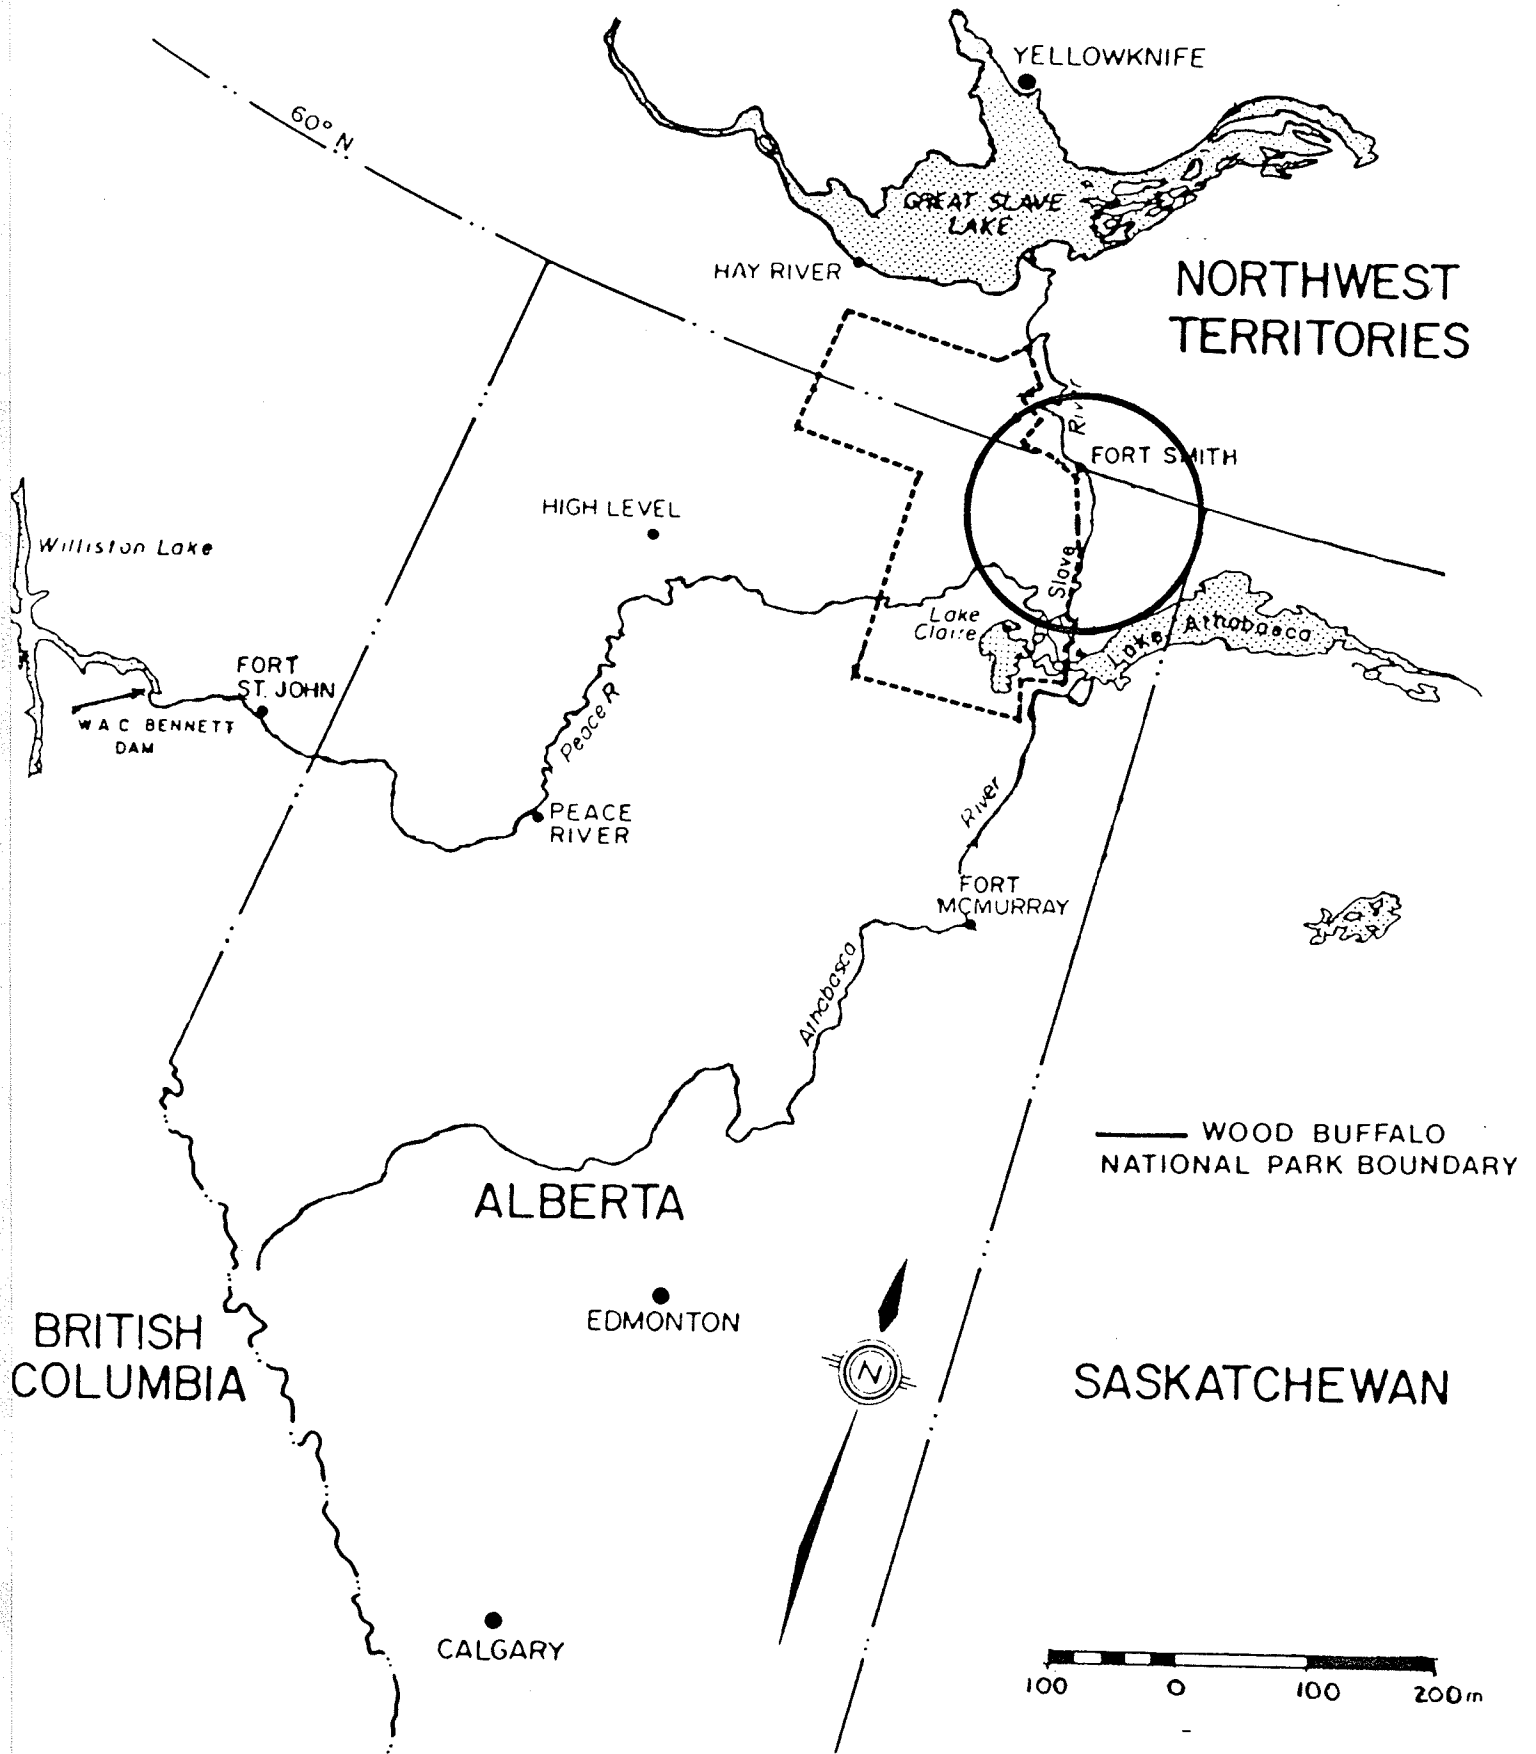 YELLOWKNIFE
60° N
GREAT SLAVE
LAKE
HAY RIVER
NORTHWEST
TERRITORIES
River
FORT SMITH
HIGH LEVEL
Williston Lake
Slave
Lake
Claire
Lake Athabasca
FORT
ST. JOHN
W A C BENNETT
DAM
Peace R
PEACE
RIVER
River
FORT
MCMURRAY
Athabasca
WOOD BUFFALO
NATIONAL PARK BOUNDARY
ALBERTA
EDMONTON
BRITISH
COLUMBIA
N
SASKATCHEWAN
CALGARY
100 0 100 200m